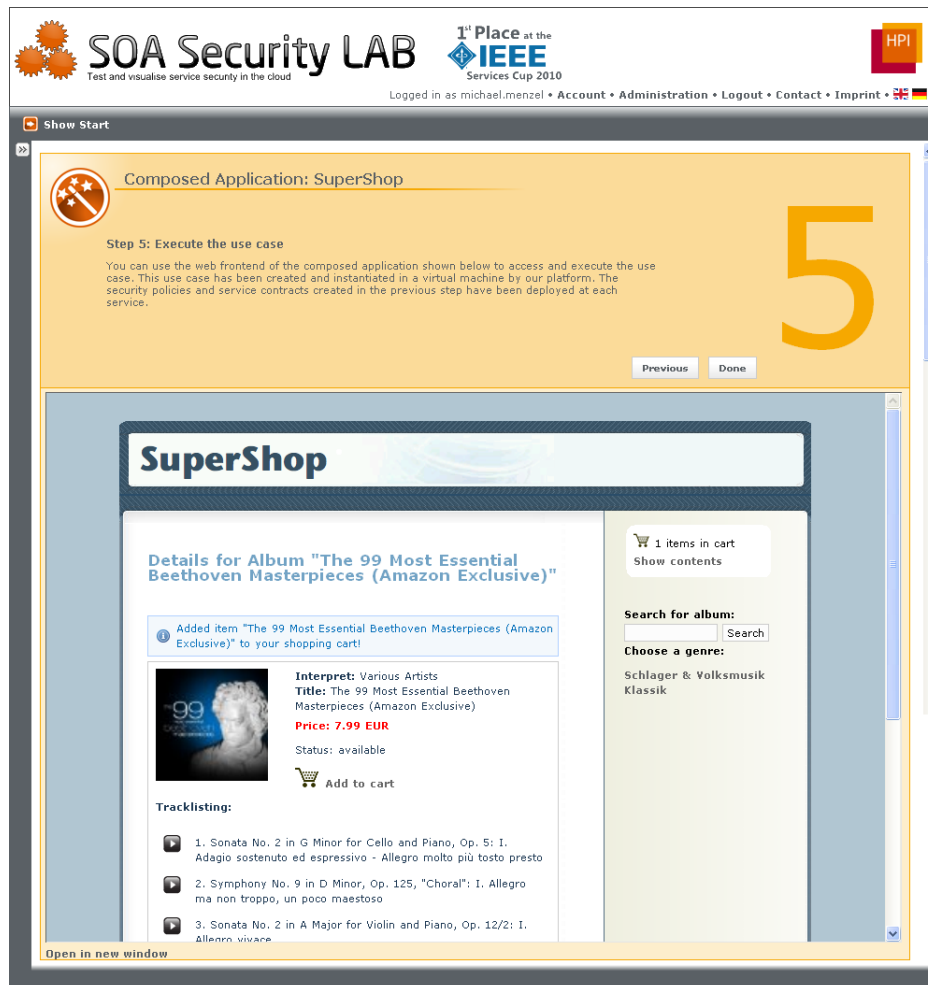 SOA Security LAB
Test and visualise service security in the cloud
1st Place at the
IEEE
Services Cup 2010
HPI
Logged in as michael.menzel • Account • Administration • Logout • Contact • Imprint •
Show Start
Composed Application: SuperShop
5
Step 5: Execute the use case
You can use the web frontend of the composed application shown below to access and execute the use
case. This use case has been created and instantiated in a virtual machine by our platform. The
security policies and service contracts created in the previous step have been deployed at each
service.
Previous
Done
SuperShop
Details for Album "The 99 Most Essential
Beethoven Masterpieces (Amazon Exclusive)"
Added item "The 99 Most Essential Beethoven Masterpieces (Amazon
Exclusive)" to your shopping cart!
99
Interpret: Various Artists
Title: The 99 Most Essential Beethoven
Masterpieces (Amazon Exclusive)
Price: 7.99 EUR
Status: available
Add to cart
Tracklisting:
1. Sonata No. 2 in G Minor for Cello and Piano, Op. 5: I.
Adagio sostenuto ed espressivo - Allegro molto più tosto presto
2. Symphony No. 9 in D Minor, Op. 125, "Choral": I. Allegro
ma non troppo, un poco maestoso
3. Sonata No. 2 in A Major for Violin and Piano, Op. 12/2: I.
Allegro vivace
1 items in cart
Show contents
Search for album:
Search
Choose a genre:
Schlager & Volksmusik
Klassik
Open in new window